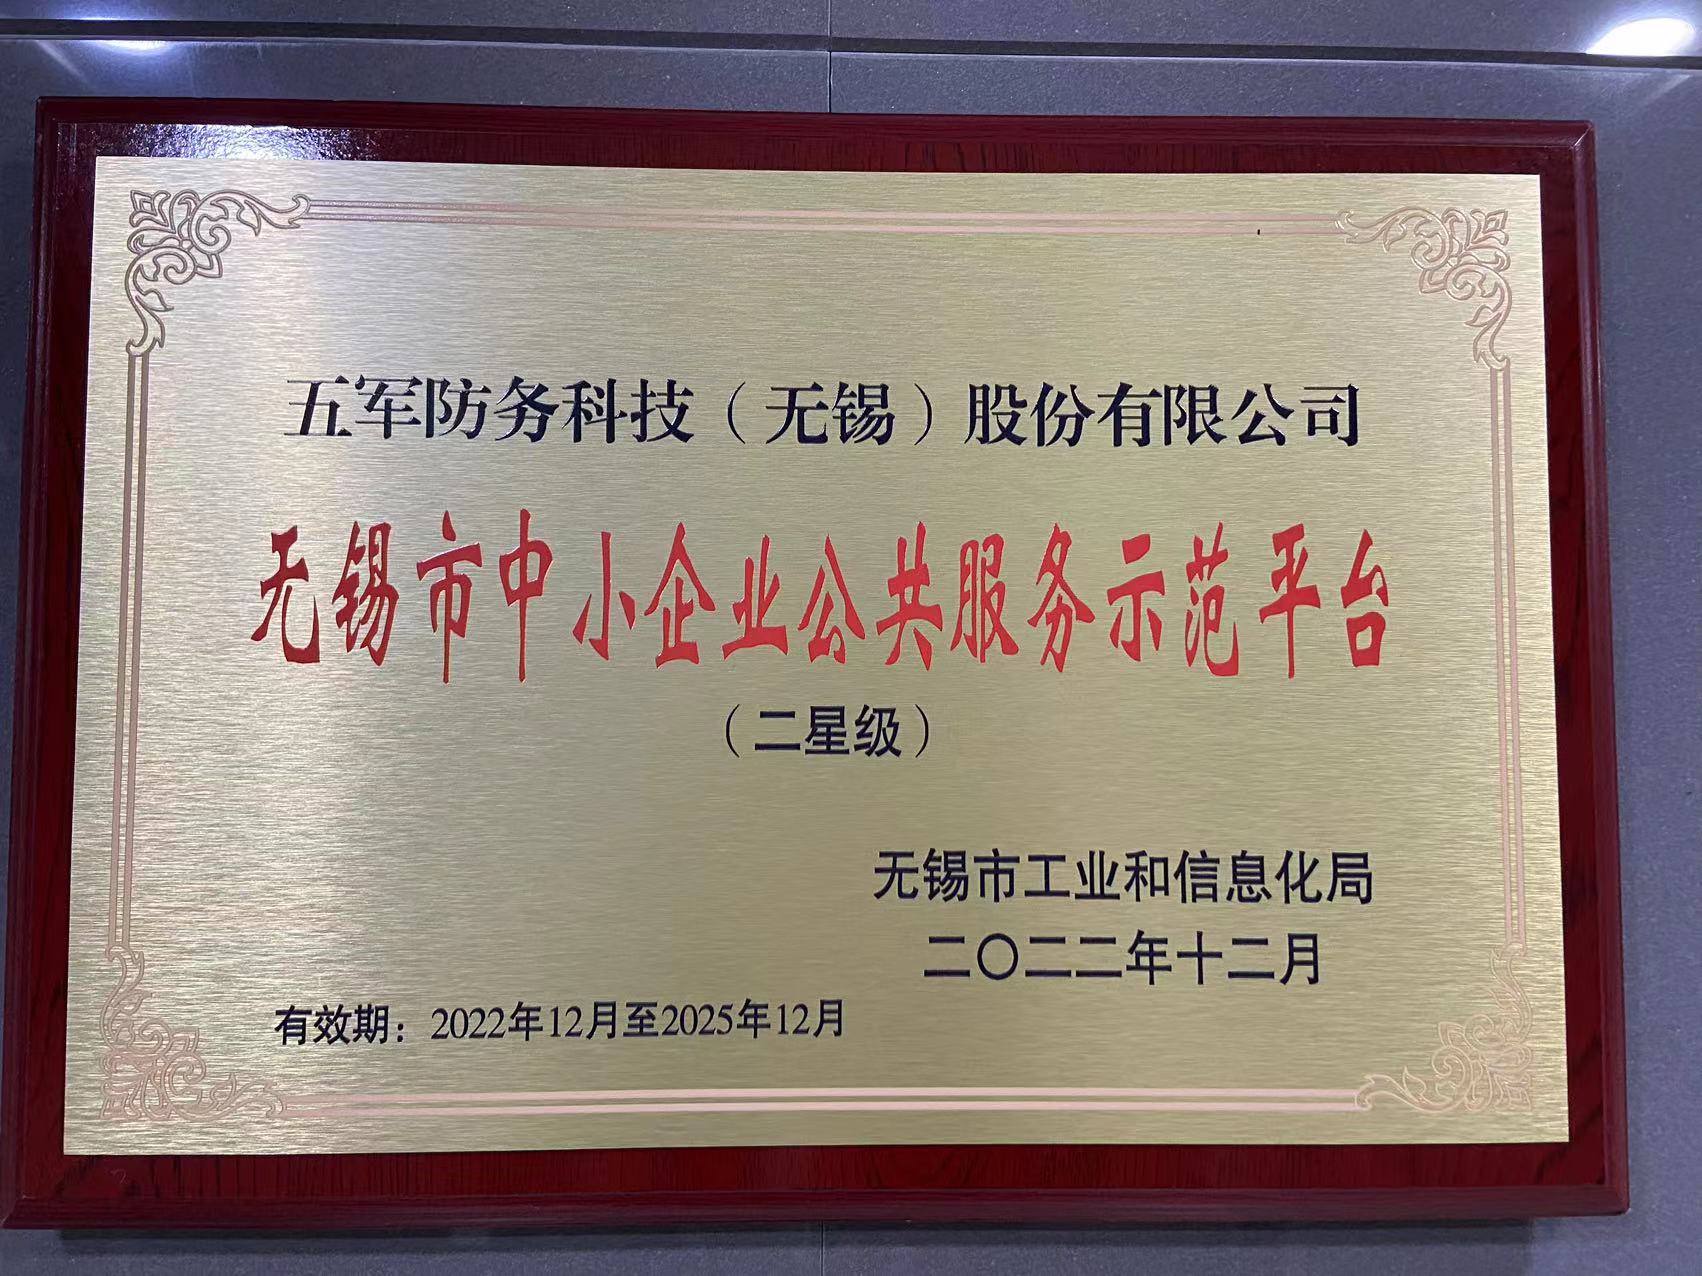 五军防务科技（无锡）股份有限公司
无锡市中小企业公共服务示范平台
（二星级）
无锡市工业和信息化局
二〇二二年十二月
有效期：2022年12月至2025年12月